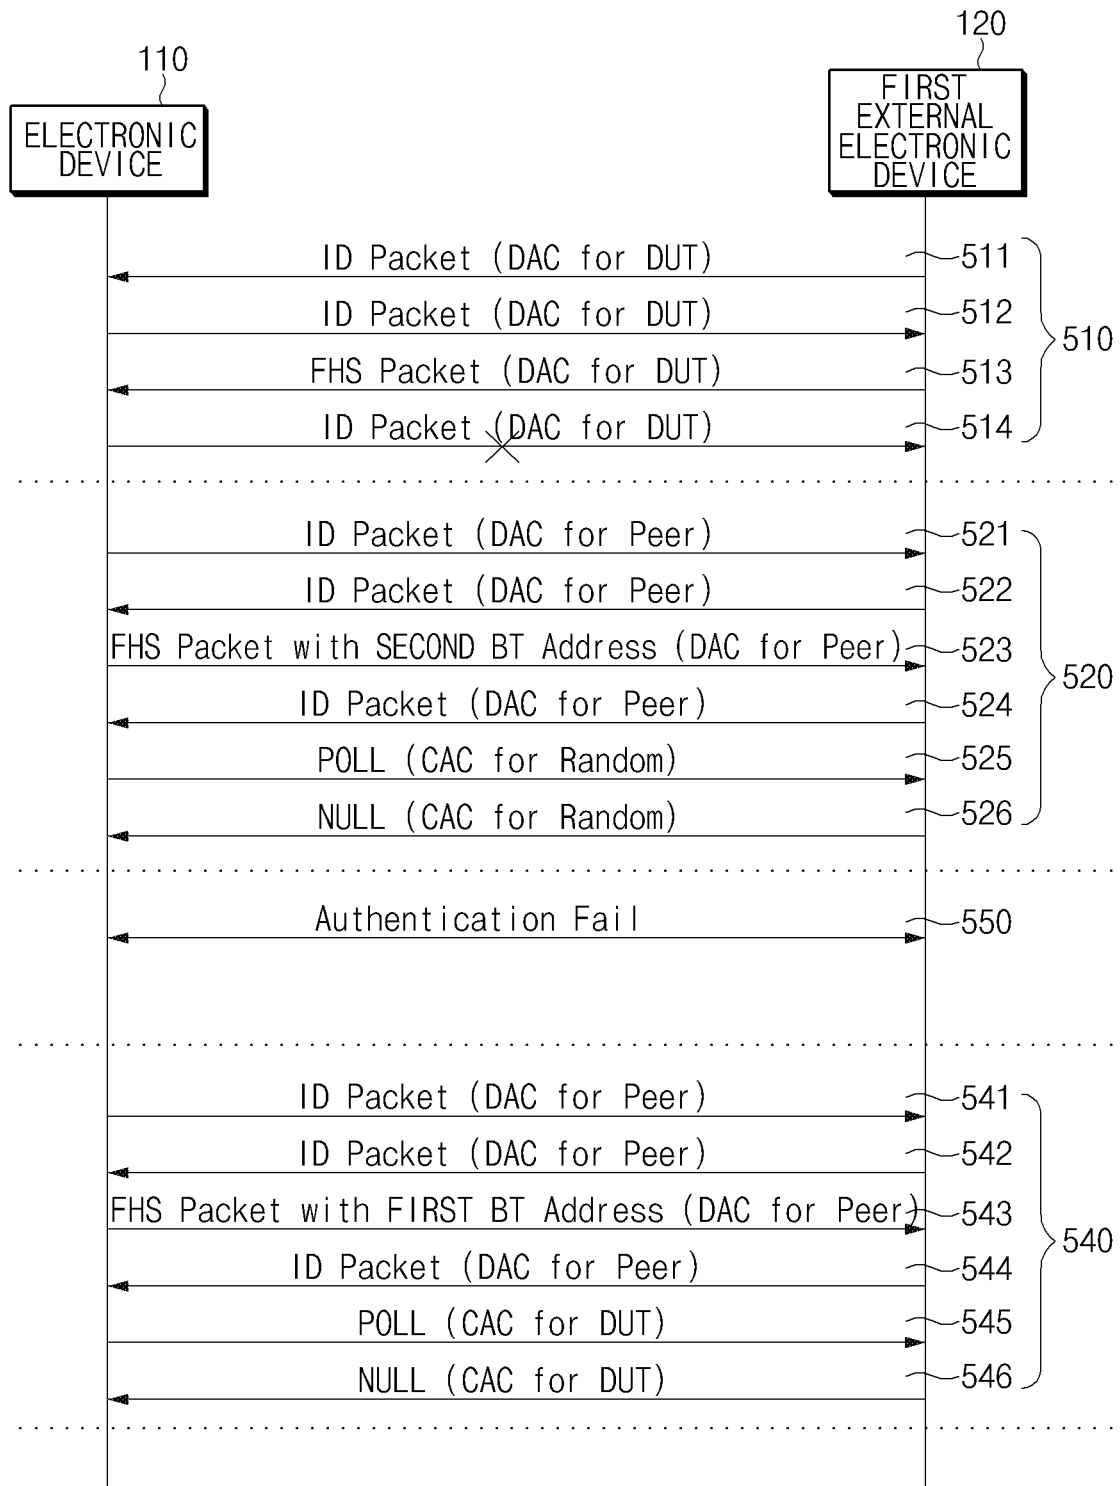 110
120
ELECTRONIC
DEVICE
FIRST
EXTERNAL
ELECTRONIC
DEVICE
ID Packet (DAC for DUT) 511
ID Packet (DAC for DUT) 512
510
FHS Packet (DAC for DUT) 513
ID Packet (DAC for DUT) 514
ID Packet (DAC for Peer) 521
ID Packet (DAC for Peer) 522
FHS Packet with SECOND BT Address (DAC for Peer) 523
520
ID Packet (DAC for Peer) 524
POLL (CAC for Random) 525
NULL (CAC for Random) 526
Authentication Fail 550
ID Packet (DAC for Peer) 541
ID Packet (DAC for Peer) 542
FHS Packet with FIRST BT Address (DAC for Peer) 543
540
ID Packet (DAC for Peer) 544
POLL (CAC for DUT) 545
NULL (CAC for DUT) 546